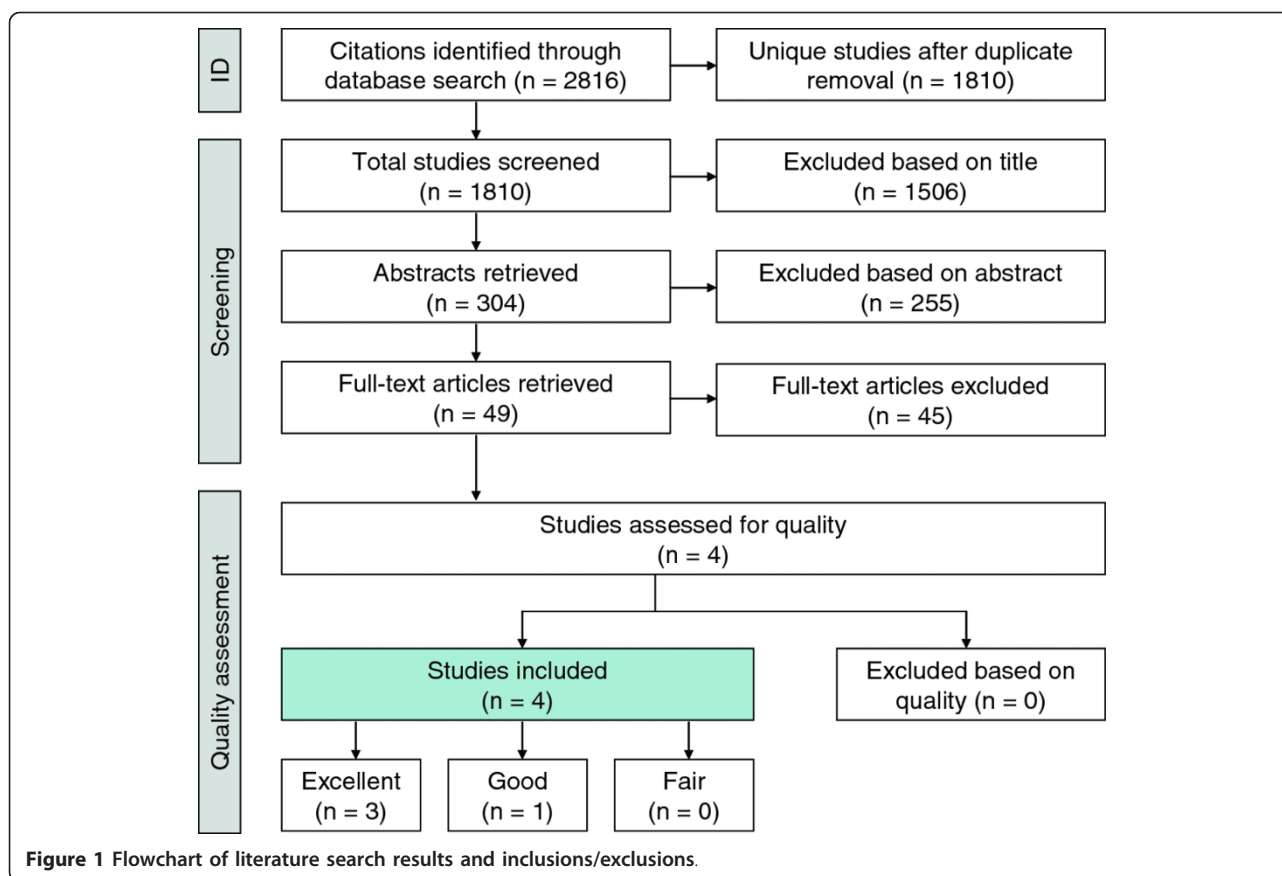 ID
Citations identified through
database search (n = 2816)
Unique studies after duplicate
removal (n = 1810)
Screening
Total studies screened
(n = 1810)
Excluded based on title
(n = 1506)
Abstracts retrieved
(n = 304)
Excluded based on abstract
(n = 255)
Full-text articles retrieved
(n = 49)
Full-text articles excluded
(n = 45)
Quality assessment
Studies assessed for quality
(n = 4)
Studies included
(n = 4)
Excluded based on
quality (n = 0)
Excellent
(n = 3)
Good
(n = 1)
Fair
(n = 0)
Figure 1 Flowchart of literature search results and inclusions/exclusions.